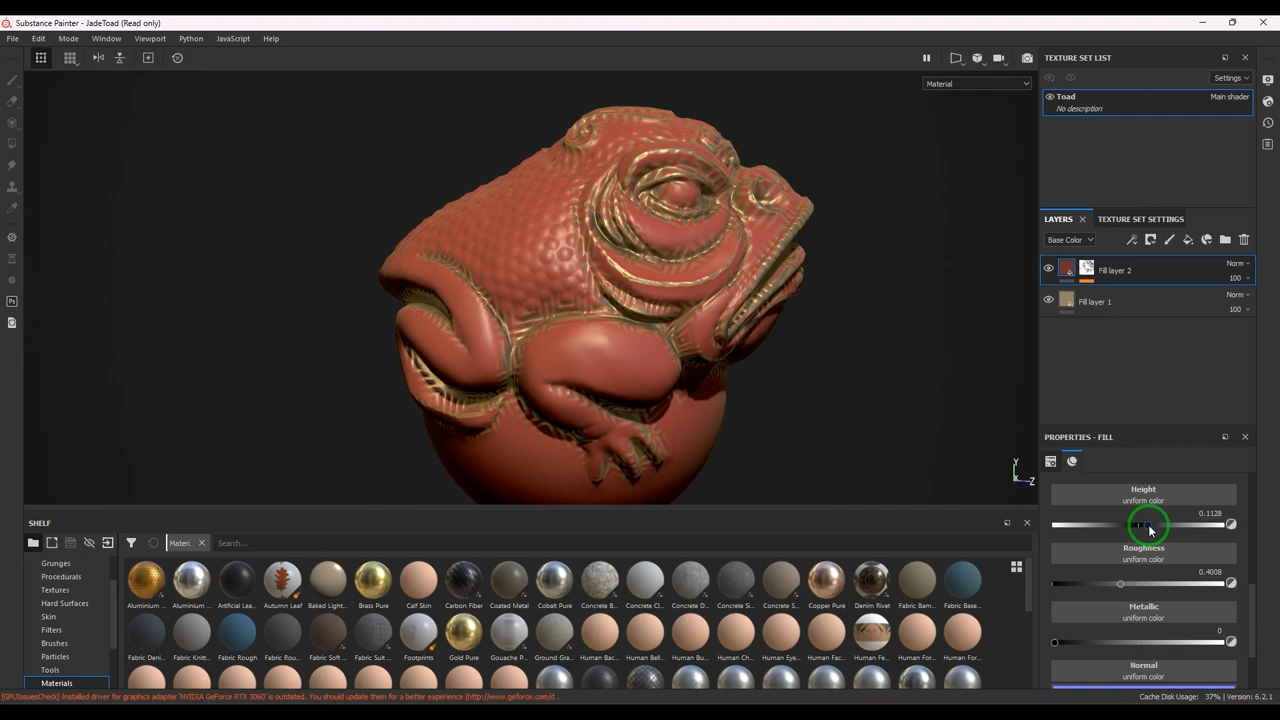 Substance Painter - JadeToad (Read only)
File Edit Mode Window Viewport Python JavaScript Help
Material
TEXTURE SET LIST
Settings
Toad Main shader
No description
LAYERS TEXTURE SET SETTINGS
Base Color
Fill layer 2 Norm
100
Fill layer 1 Norm
100
PROPERTIES - FILL
Height
uniform color
0.1128
Roughness
uniform color
0.4008
Metallic
uniform color
0
Normal
uniform color
Y
Z
SHELF
Materi... Search...
Grunges
Procedurals
Textures
Hard Surfaces
Skin
Filters
Brushes
Particles
Tools
Materials
Aluminium ... Aluminium ... Artificial Lea... Autumn Leaf Baked Light... Brass Pure Calf Skin Carbon Fiber Coated Metal Cobalt Pure Concrete B... Concrete Cl... Concrete D... Concrete Si... Concrete S... Copper Pure Denim Rivet Fabric Bam... Fabric Base...
Fabric Deni... Fabric Knitt... Fabric Rough Fabric Rou... Fabric Soft ... Fabric Suit ... Footprints Gold Pure Gouache P... Ground Gra... Human Bac... Human Bell... Human Bu... Human Ch... Human Eye... Human Fac... Human Fe... Human For... Human For...
[GPUIssuesCheck] Installed driver for graphics adapter 'NVIDIA GeForce RTX 3060' is outdated. You should update them for a better experience (http://www.geforce.com/d...
Cache Disk Usage: 37% | Version: 6.2.1